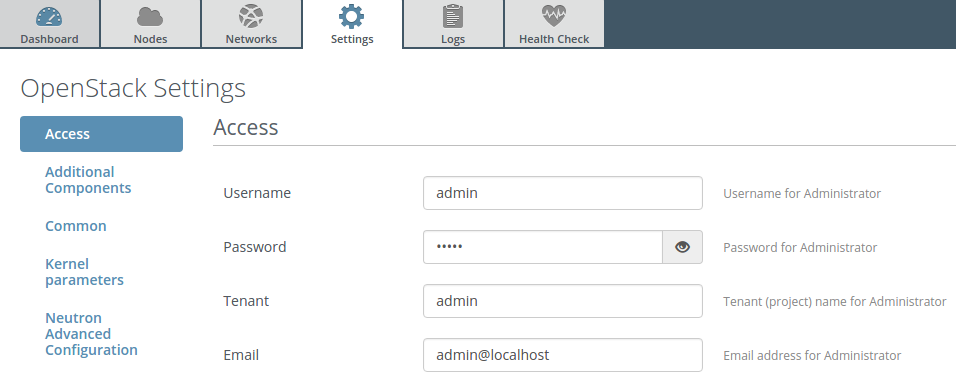 Dashboard
Nodes
Networks
Settings
Logs
Health Check
OpenStack Settings
Access
Additional
Components
Common
Kernel
parameters
Neutron
Advanced
Configuration
Access
Username
admin
Username for Administrator
Password
•••••
Password for Administrator
Tenant
admin
Tenant (project) name for Administrator
Email
admin@localhost
Email address for Administrator